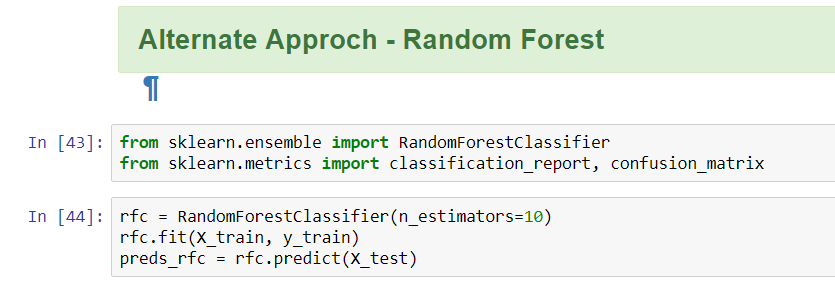 Alternate Approch - Random Forest
¶
In [43]: from sklearn.ensemble import RandomForestClassifier
from sklearn.metrics import classification_report, confusion_matrix
In [44]: rfc = RandomForestClassifier(n_estimators=10)
rfc.fit(X_train, y_train)
preds_rfc = rfc.predict(X_test)